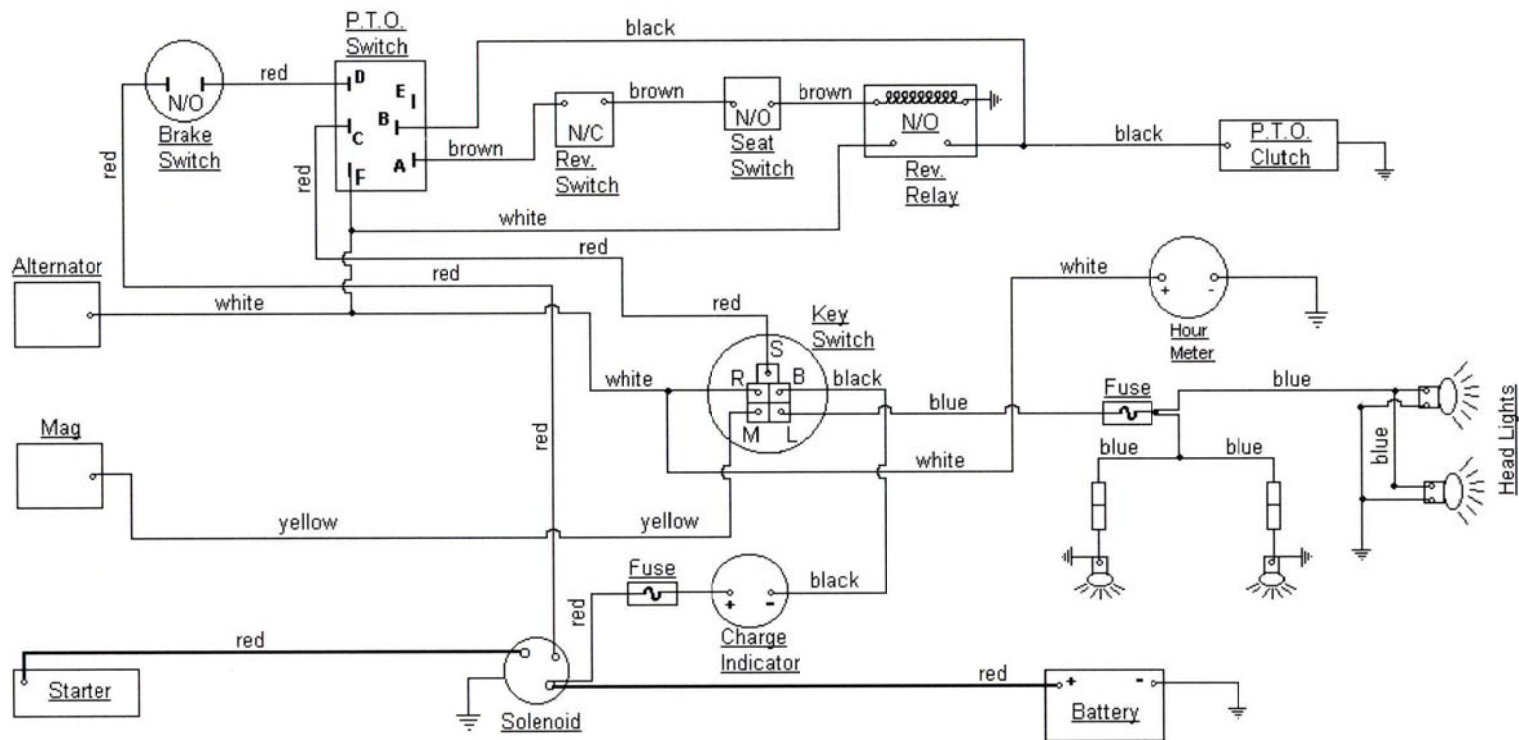 P.T.O.
Switch
black
red
D
E
B
C
A
F
N/O
Brake
Switch
brown
N/C
Rev.
Switch
brown
N/O
Seat
Switch
brown
N/O
Rev.
Relay
black
P.T.O.
Clutch
red
red
white
red
red
Alternator
white
white
+ -
Hour
Meter
red
Key
Switch
S
R B
M L
white
black
blue
Fuse
blue
blue
Head Lights
blue
blue
white
Mag
red
yellow
yellow
Fuse
+ -
black
Charge
Indicator
red
red
Starter
Solenoid
red
+ -
Battery